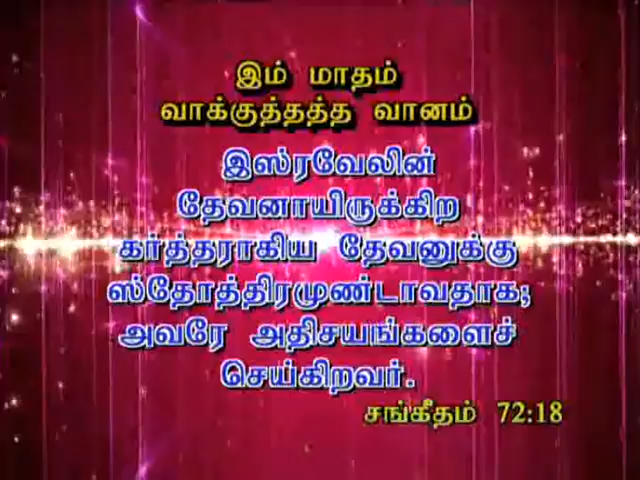 இம் மாதம்
வாக்குத்தத்த வானம்
இஸ்ரவேலின்
தேவனாயிருக்கிற
கர்த்தராகிய தேவனுக்கு
ஸ்தோத்திரமுண்டாவதாக;
அவரே அதிசயங்களைச்
செய்கிறவர்.
சங்கீதம் 72:18